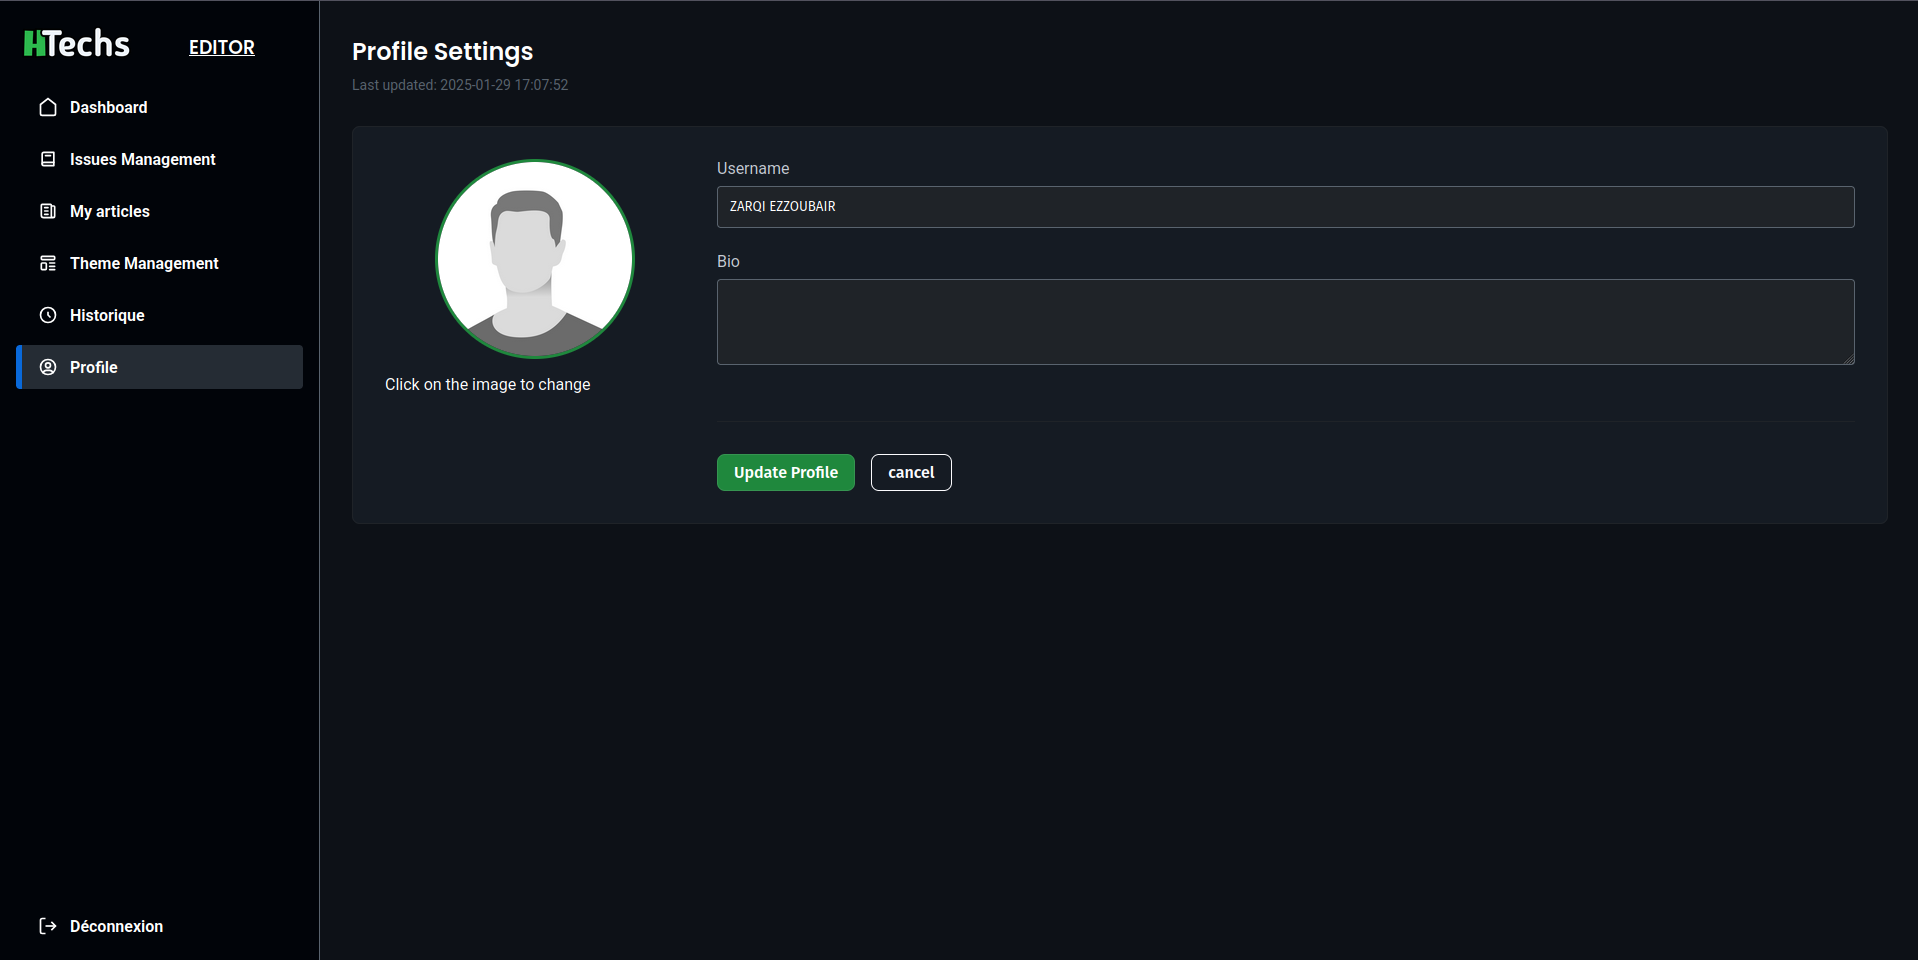 HTechs
EDITOR
Dashboard
Issues Management
My articles
Theme Management
Historique
Profile
Déconnexion
Profile Settings
Last updated: 2025-01-29 17:07:52
Click on the image to change
Username
ZARQI EZZOUBAIR
Bio
Update Profile
cancel